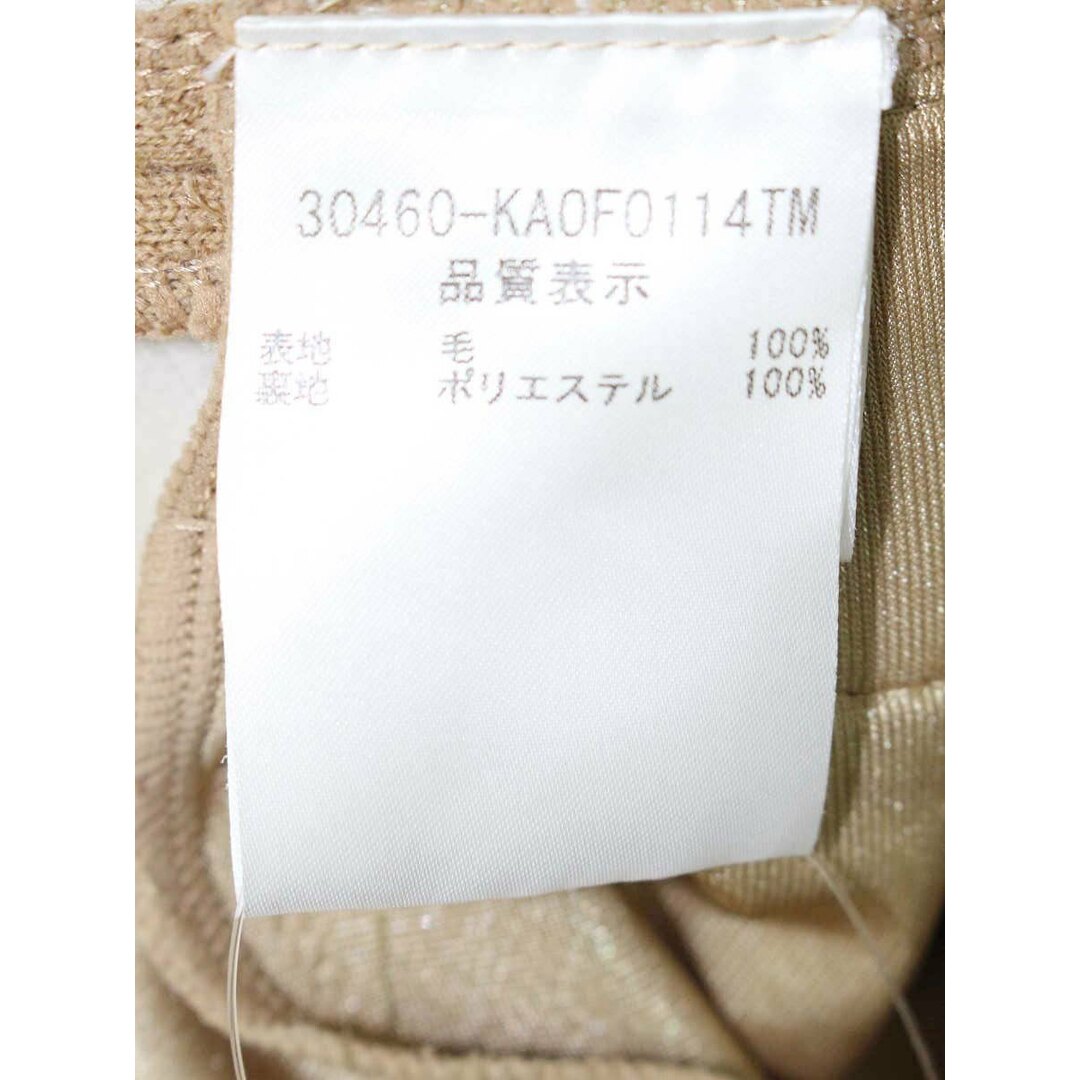 30460-KA0F0114TM
品質表示
表地 毛 100%
裏地 ポリエステル 100%